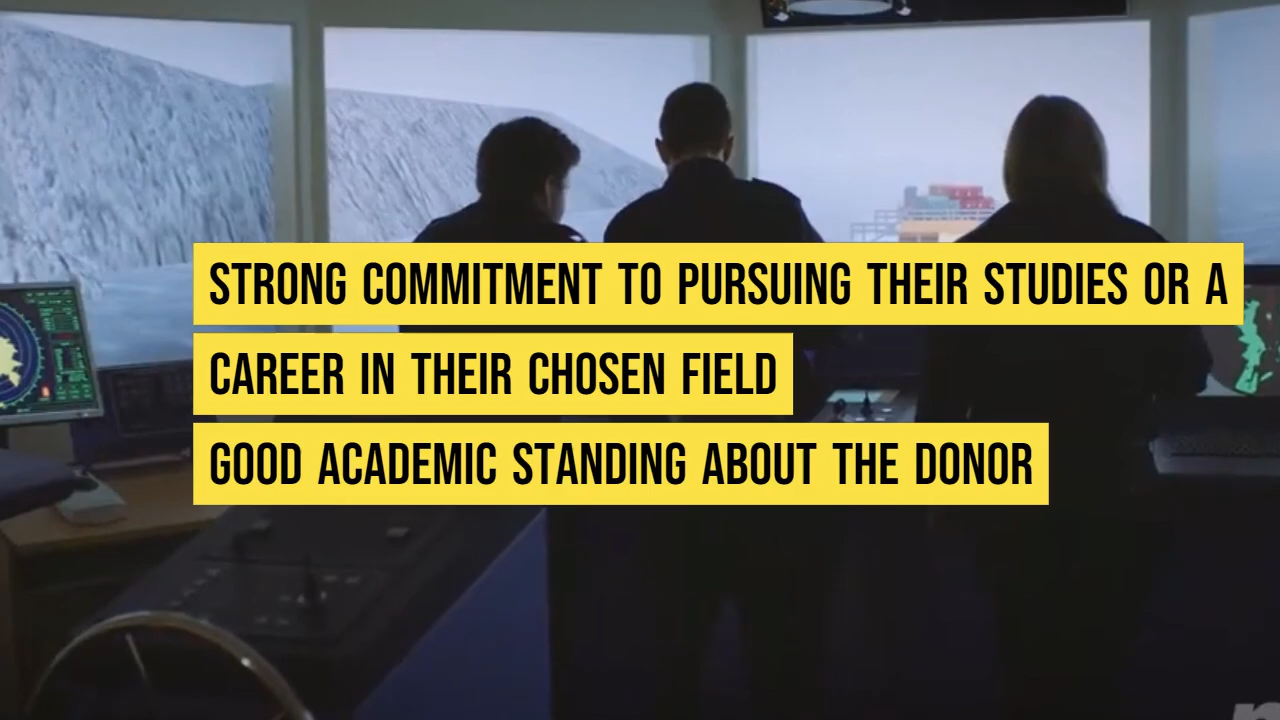 STRONG COMMITMENT TO PURSUING THEIR STUDIES OR A
CAREER IN THEIR CHOSEN FIELD
GOOD ACADEMIC STANDING ABOUT THE DONOR